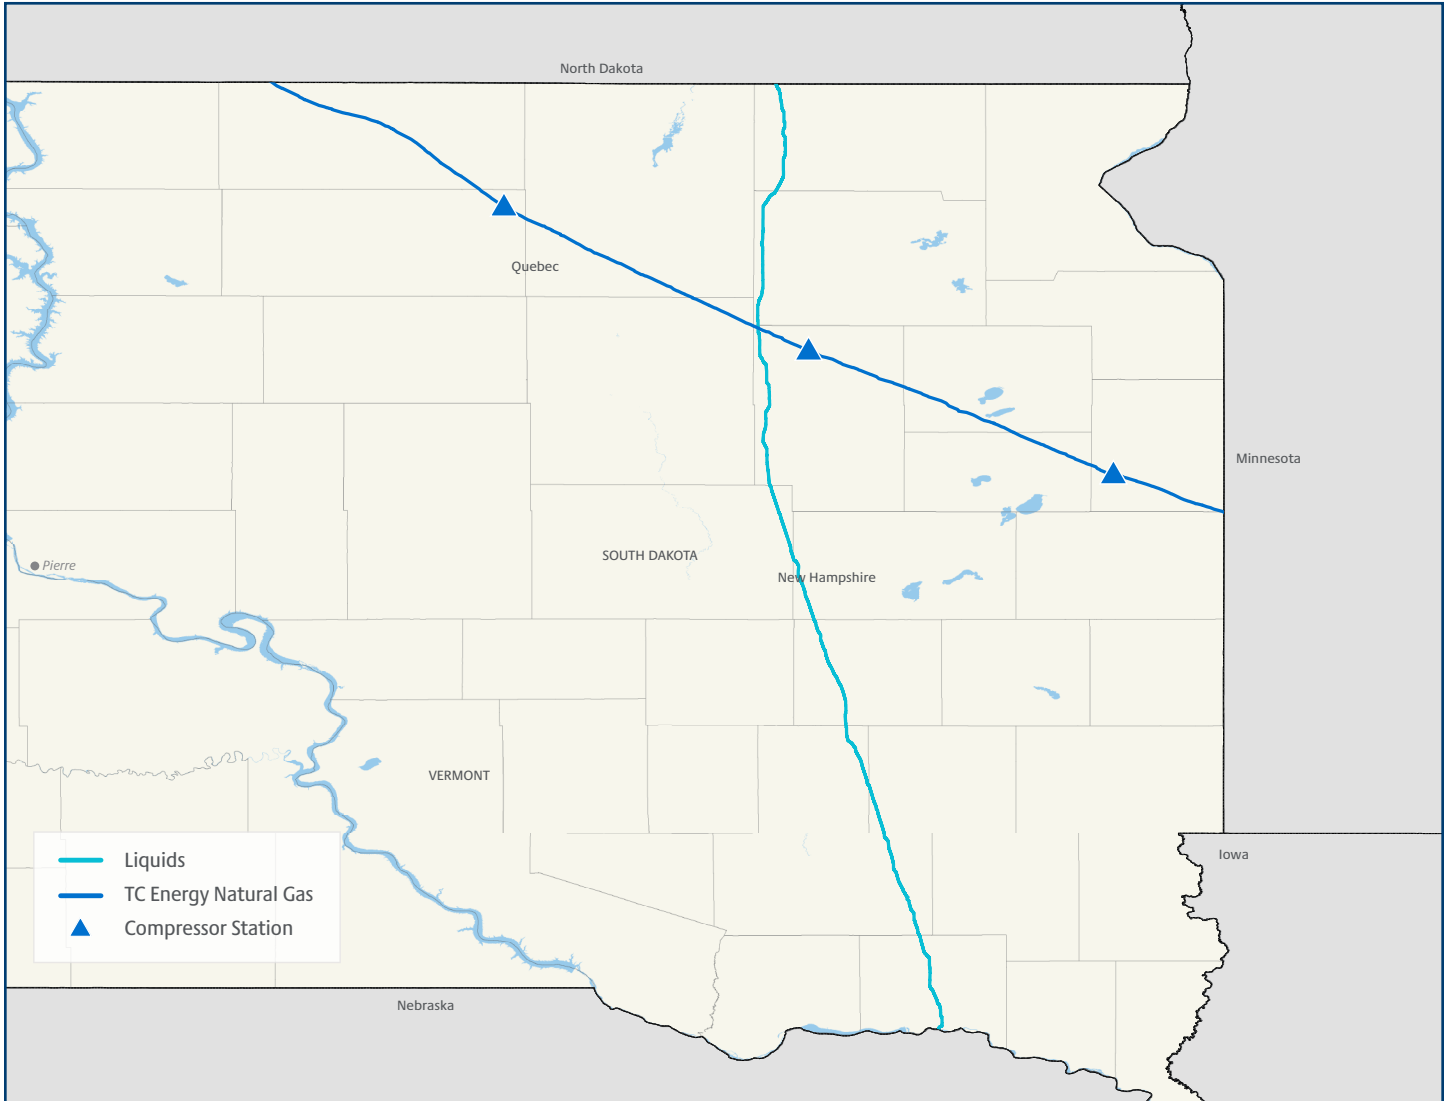 North Dakota
Quebec
Minnesota
SOUTH DAKOTA
Pierre
New Hampshire
VERMONT
Liquids
Iowa
TC Energy Natural Gas
Compressor Station
Nebraska